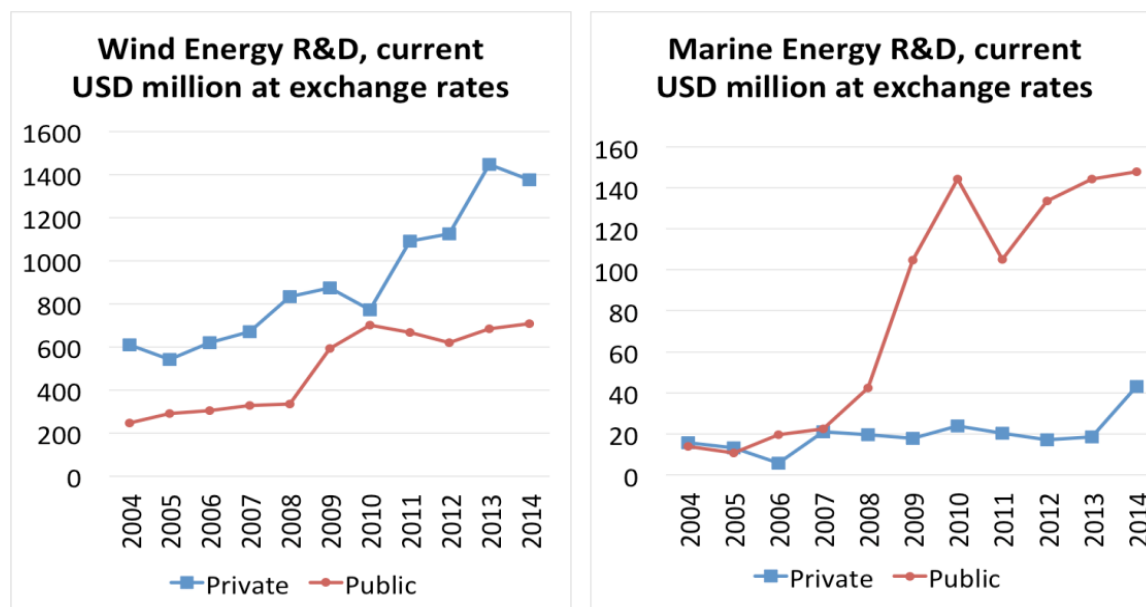 Wind Energy R&D, current
USD million at exchange rates
1600
1400
1200
1000
800
600
400
200
0
2004 2005 2006 2007 2008 2009 2010 2011 2012 2013 2014
Private Public
Marine Energy R&D, current
USD million at exchange rates
160
140
120
100
80
60
40
20
0
2004 2005 2006 2007 2008 2009 2010 2011 2012 2013 2014
Private Public